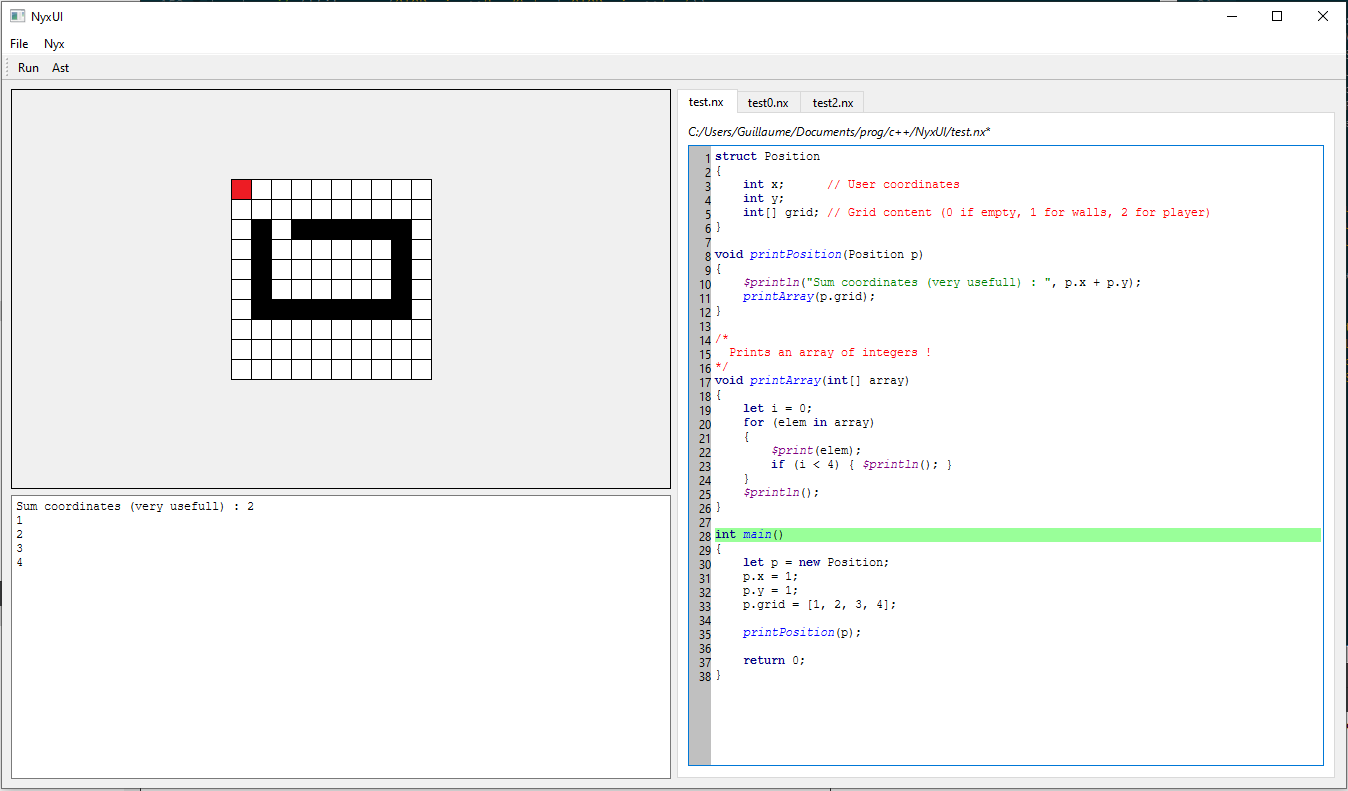 NyxUI
File Nyx
Run Ast
Sum coordinates (very usefull) : 2
1
2
3
4
test.nx test0.nx test2.nx
C:/Users/Guillaume/Documents/prog/c++/NyxUI/test.nx*
1 struct Position
2 {
3     int x;      // User coordinates
4     int y;
5     int[] grid; // Grid content (0 if empty, 1 for walls, 2 for player)
6 }
7
8 void printPosition(Position p)
9 {
10     $println("Sum coordinates (very usefull) : ", p.x + p.y);
11     printArray(p.grid);
12 }
13
14 /*
15   Prints an array of integers !
16 */
17 void printArray(int[] array)
18 {
19     let i = 0;
20     for (elem in array)
21     {
22         $print(elem);
23         if (i < 4) { $println(); }
24     }
25     $println();
26 }
27
28 int main()
29 {
30     let p = new Position;
31     p.x = 1;
32     p.y = 1;
33     p.grid = [1, 2, 3, 4];
34
35     printPosition(p);
36
37     return 0;
38 }